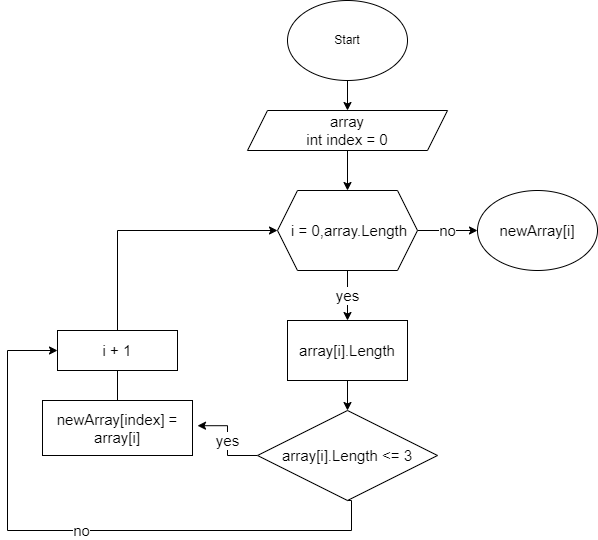 Start
array
int index = 0
i = 0,array.Length
no
newArray[i]
yes
array[i].Length
i + 1
newArray[index] =
array[i]
yes
array[i].Length <= 3
no